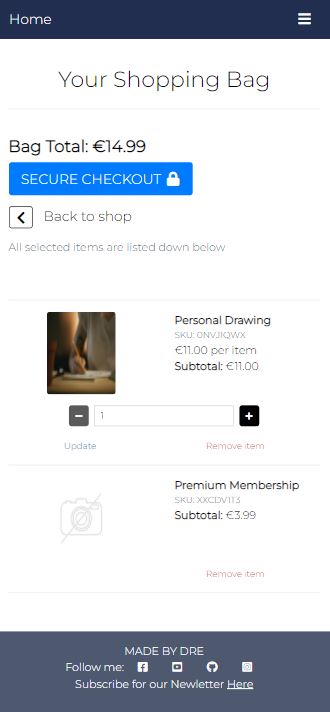 Home
Your Shopping Bag
Bag Total: €14.99
SECURE CHECKOUT
Back to shop
All selected items are listed down below
Personal Drawing
SKU: 0NVJIQWX
€11.00 per item
Subtotal: €11.00
1
Update
Remove item
Premium Membership
SKU: XXCDV1T3
Subtotal: €3.99
Remove item
MADE BY DRE
Follow me:
Subscribe for our Newletter Here